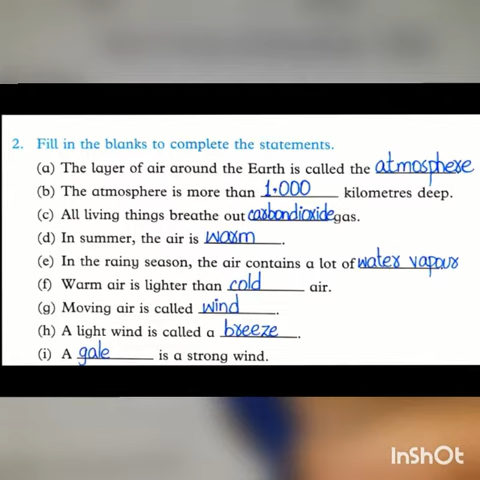 2. Fill in the blanks to complete the statements.
(a) The layer of air around the Earth is called the atmosphere
(b) The atmosphere is more than 1.000 kilometres deep.
(c) All living things breathe out carbondioxide gas.
(d) In summer, the air is warm.
(e) In the rainy season, the air contains a lot of water vapour
(f) Warm air is lighter than cold air.
(g) Moving air is called wind.
(h) A light wind is called a breeze.
(i) A gale is a strong wind.
InShOt